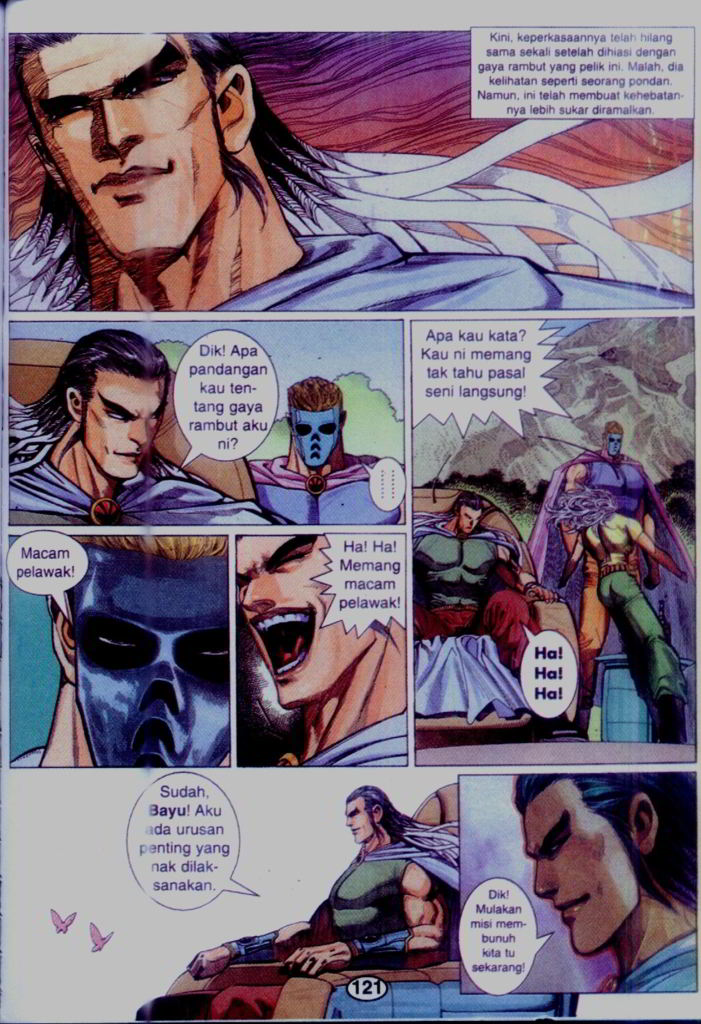 Kini, keperkasaannya telah hilang
sama sekali setelah dihiasi dengan
gaya rambut yang pelik ini. Malah, dia
kelihatan seperti seorang pondan.
Namun, ini telah membuat kehebatan-
nya lebih sukar diramalkan.
Dik! Apa
pandangan
kau ten-
tang gaya
rambut aku
ni?
......
Apa kau kata?
Kau ni memang
tak tahu pasal
seni langsung!
Macam
pelawak!
Ha! Ha!
Memang
macam
pelawak!
Ha!
Ha!
Ha!
Sudah,
Bayu! Aku
ada urusan
penting yang
nak dilak-
sanakan.
Dik!
Mulakan
misi mem-
bunuh
kita tu
sekarang!
121